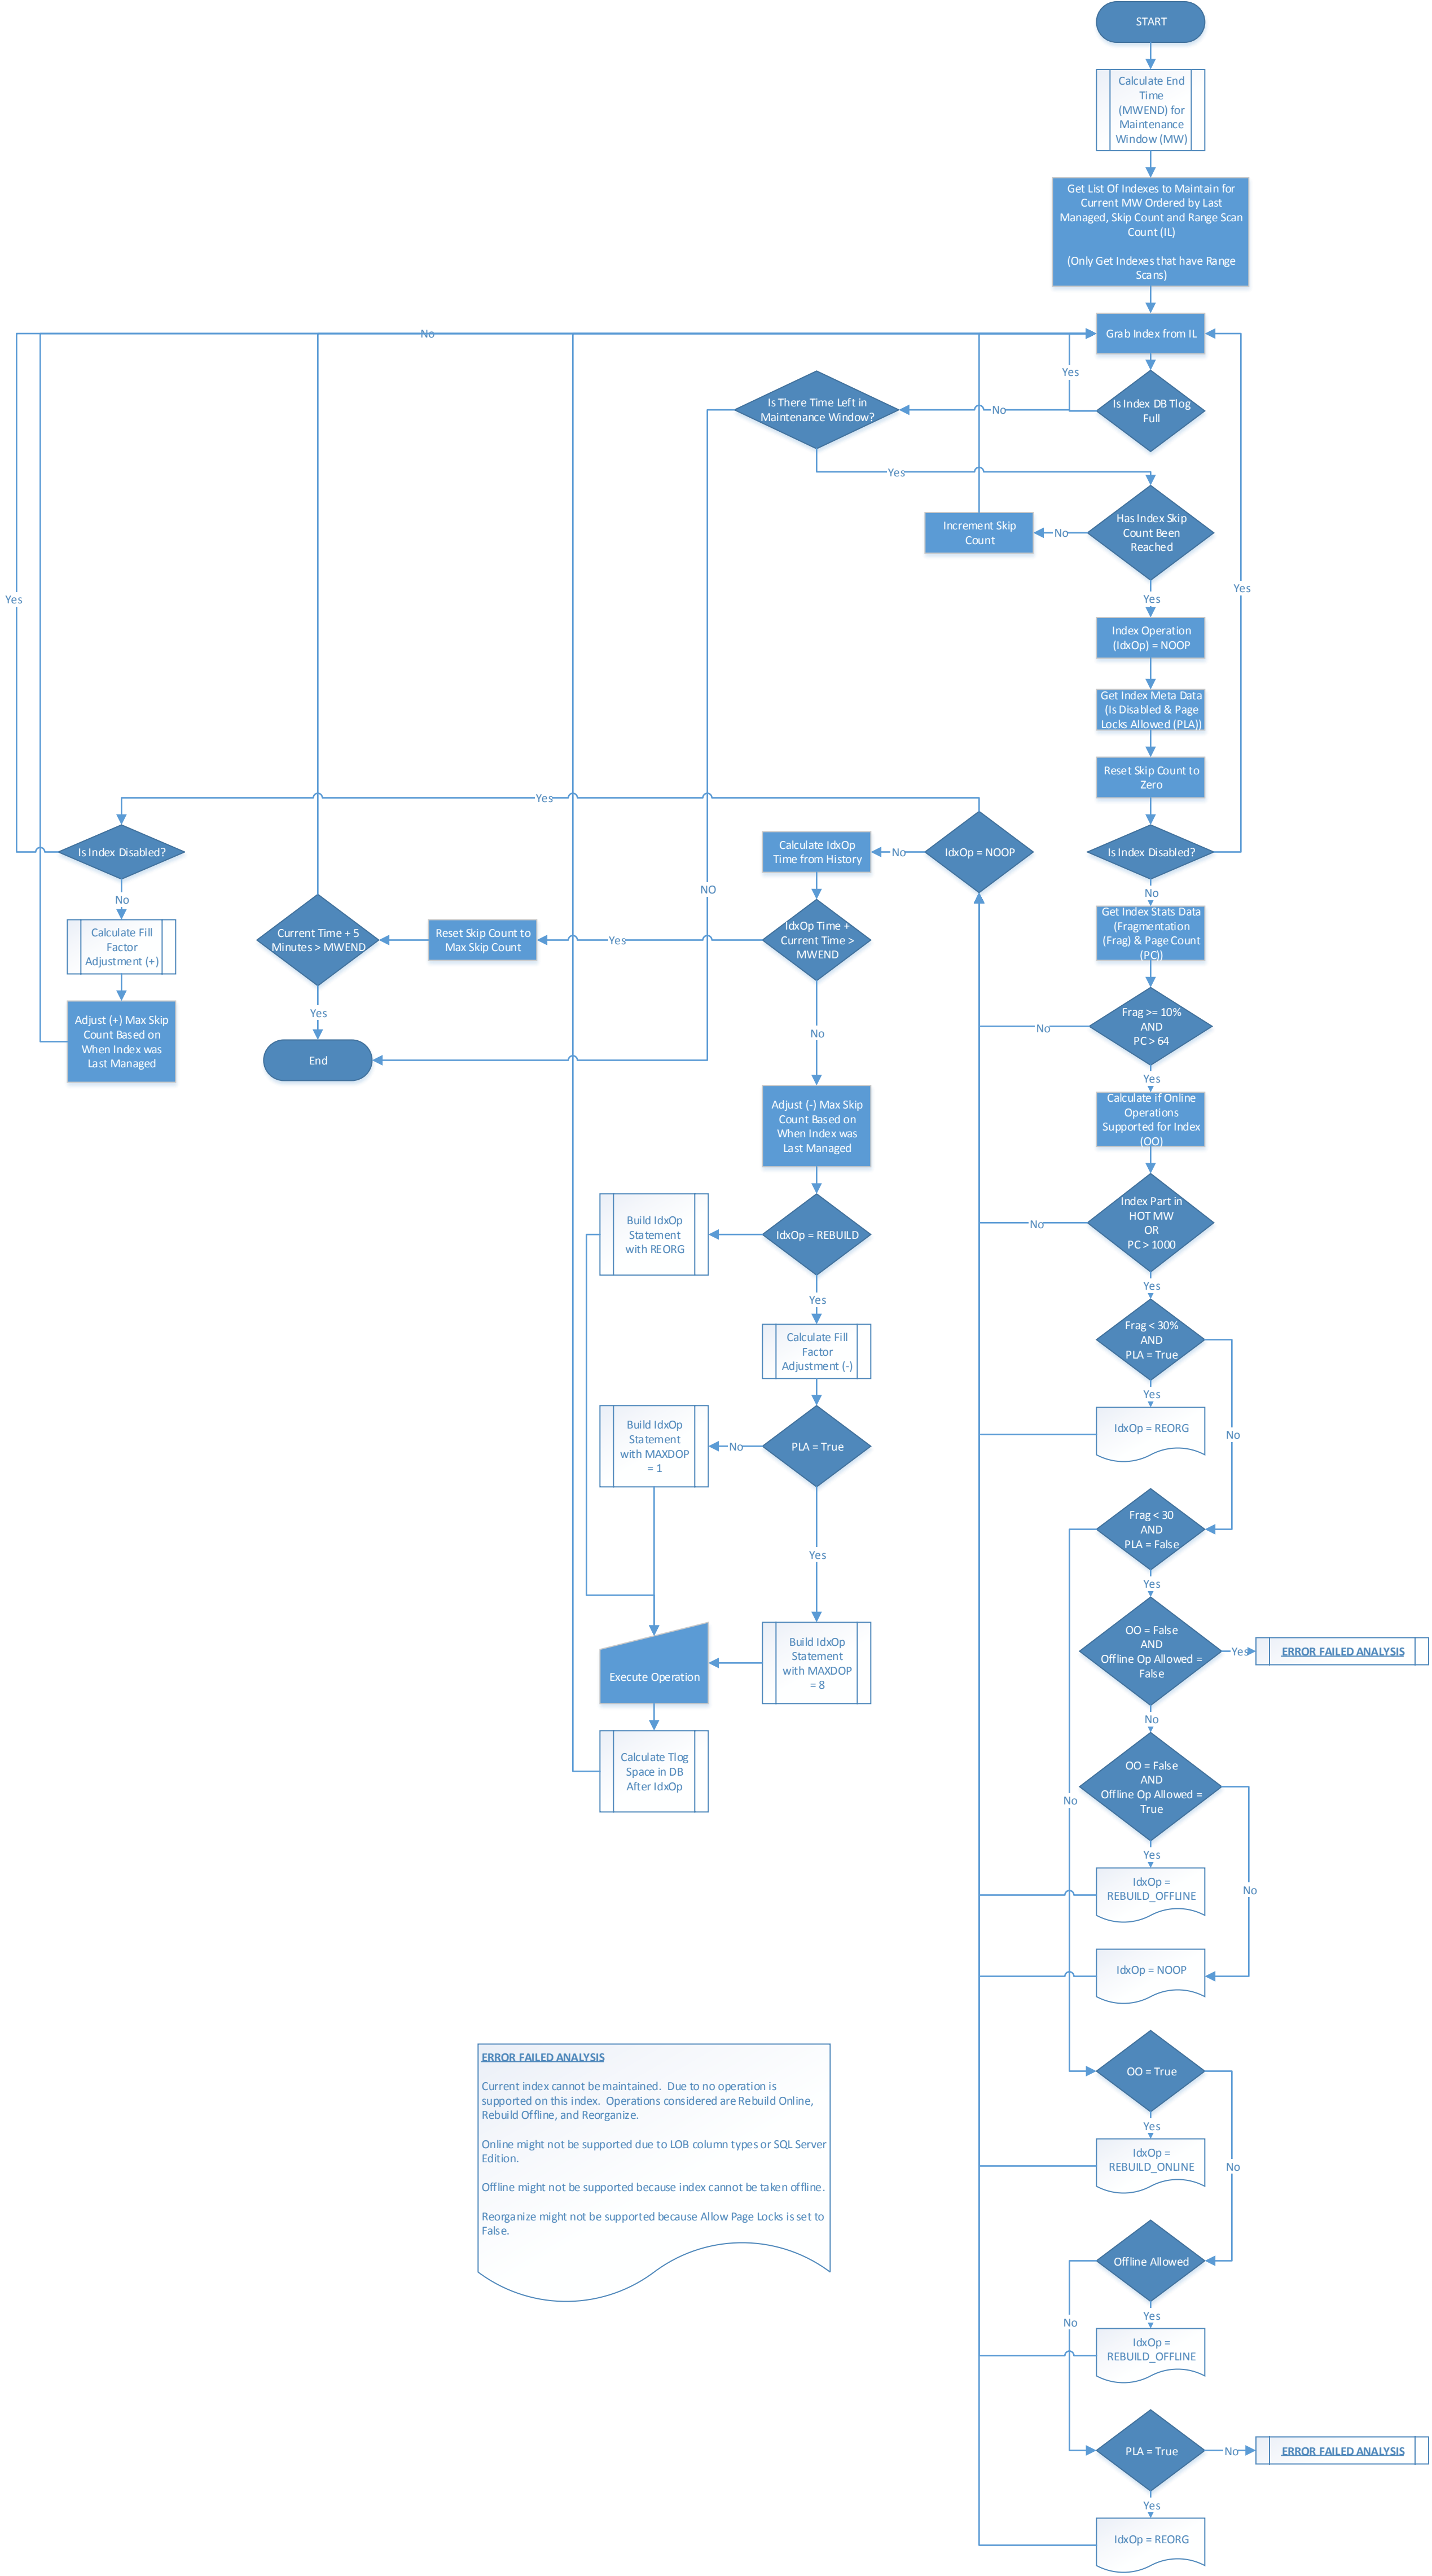 START
Calculate End
Time
(MWEND) for
Maintenance
Window (MW)
Get List Of Indexes to Maintain for
Current MW Ordered by Last
Managed, Skip Count and Range Scan
Count (IL)
(Only Get Indexes that have Range
Scans)
No
Grab Index from IL
Yes
Is There Time Left in
Maintenance Window?
No
Is Index DB Tlog
Full
Yes
Increment Skip
Count
No
Has Index Skip
Count Been
Reached
Yes
Yes
Yes
Index Operation
(IdxOp) = NOOP
Get Index Meta Data
(Is Disabled & Page
Locks Allowed (PLA))
Reset Skip Count to
Zero
Yes
Is Index Disabled?
Calculate IdxOp
Time from History
No
IdxOp = NOOP
Is Index Disabled?
No
NO
No
Calculate Fill
Factor
Adjustment (+)
Current Time + 5
Minutes > MWEND
Reset Skip Count to
Max Skip Count
Yes
IdxOp Time +
Current Time >
MWEND
Get Index Stats Data
(Fragmentation
(Frag) & Page Count
(PC))
Yes
No
Adjust (+) Max Skip
Count Based on
When Index was
Last Managed
End
No
Frag >= 10%
AND
PC > 64
Yes
Adjust (-) Max Skip
Count Based on
When Index was
Last Managed
Calculate if Online
Operations
Supported for Index
(OO)
Build IdxOp
Statement
with REORG
IdxOp = REBUILD
No
Index Part in
HOT MW
OR
PC > 1000
Yes
Yes
Calculate Fill
Factor
Adjustment (-)
Frag < 30%
AND
PLA = True
Yes
Build IdxOp
Statement
with MAXDOP
= 1
No
PLA = True
IdxOp = REORG
No
Yes
Frag < 30
AND
PLA = False
Yes
Execute Operation
Build IdxOp
Statement
with MAXDOP
= 8
OO = False
AND
Offline Op Allowed =
False
Yes
ERROR FAILED ANALYSIS
No
Calculate Tlog
Space in DB
After IdxOp
OO = False
AND
Offline Op Allowed =
True
No
Yes
IdxOp =
REBUILD_OFFLINE
No
IdxOp = NOOP
ERROR FAILED ANALYSIS
Current index cannot be maintained. Due to no operation is
supported on this index. Operations considered are Rebuild Online,
Rebuild Offline, and Reorganize.
Online might not be supported due to LOB column types or SQL Server
Edition.
Offline might not be supported because index cannot be taken offline.
Reorganize might not be supported because Allow Page Locks is set to
False.
OO = True
Yes
IdxOp =
REBUILD_ONLINE
No
Offline Allowed
Yes
No
IdxOp =
REBUILD_OFFLINE
PLA = True
No
ERROR FAILED ANALYSIS
Yes
IdxOp = REORG